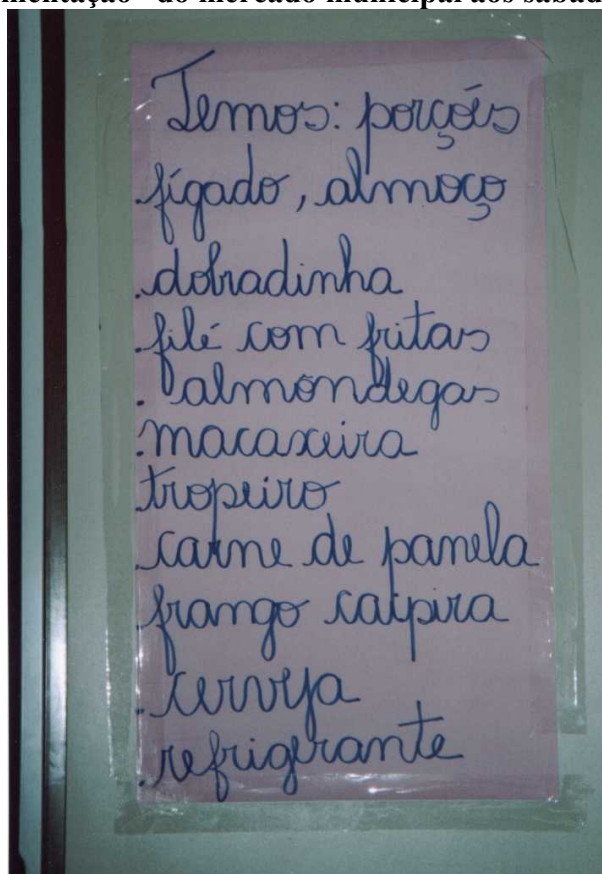 mentação" do mercado municipal aos sábad
Temos: porções
.fígado, almoço
.dobradinha
.filé com fritas
.almôndegas
.macaxeira
tropeiro
.carne de panela
frango caipira
.cerveja
.refrigerante